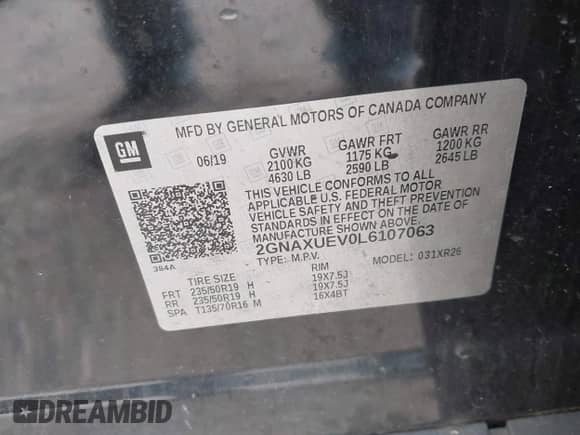 GM
MFD BY GENERAL MOTORS OF CANADA COMPANY
06/19 GVWR GAWR FRT GAWR RR
2100 KG 1175 KG 1200 KG
4630 LB 2590 LB 2645 LB
THIS VEHICLE CONFORMS TO ALL
APPLICABLE U.S. FEDERAL MOTOR
VEHICLE SAFETY AND THEFT PREVENTION
STANDARDS IN EFFECT ON THE DATE OF
MANUFACTURE SHOWN ABOVE.
2GNAXUEV0L6107063
384A TYPE: M.P.V. MODEL: 031XR26
TIRE SIZE RIM
FRT 235/50R19 H 19X7.5J
RR 235/50R19 H 19X7.5J
SPA T135/70R16 M 16X4BT
DREAMBID